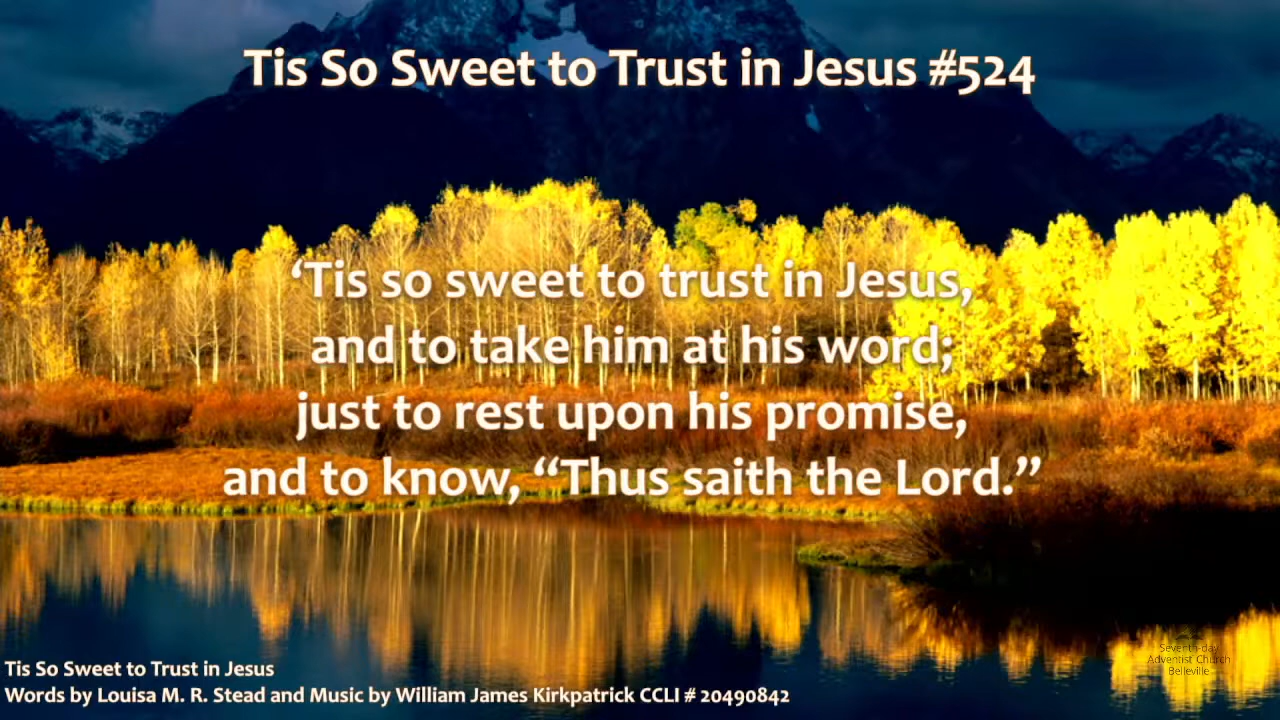 Tis So Sweet to Trust in Jesus #524
‘Tis so sweet to trust in Jesus,
and to take him at his word;
just to rest upon his promise,
and to know, “Thus saith the Lord.”
Tis So Sweet to Trust in Jesus
Words by Louisa M. R. Stead and Music by William James Kirkpatrick CCLI # 20490842
Seventh-day
Adventist Church
Belleville